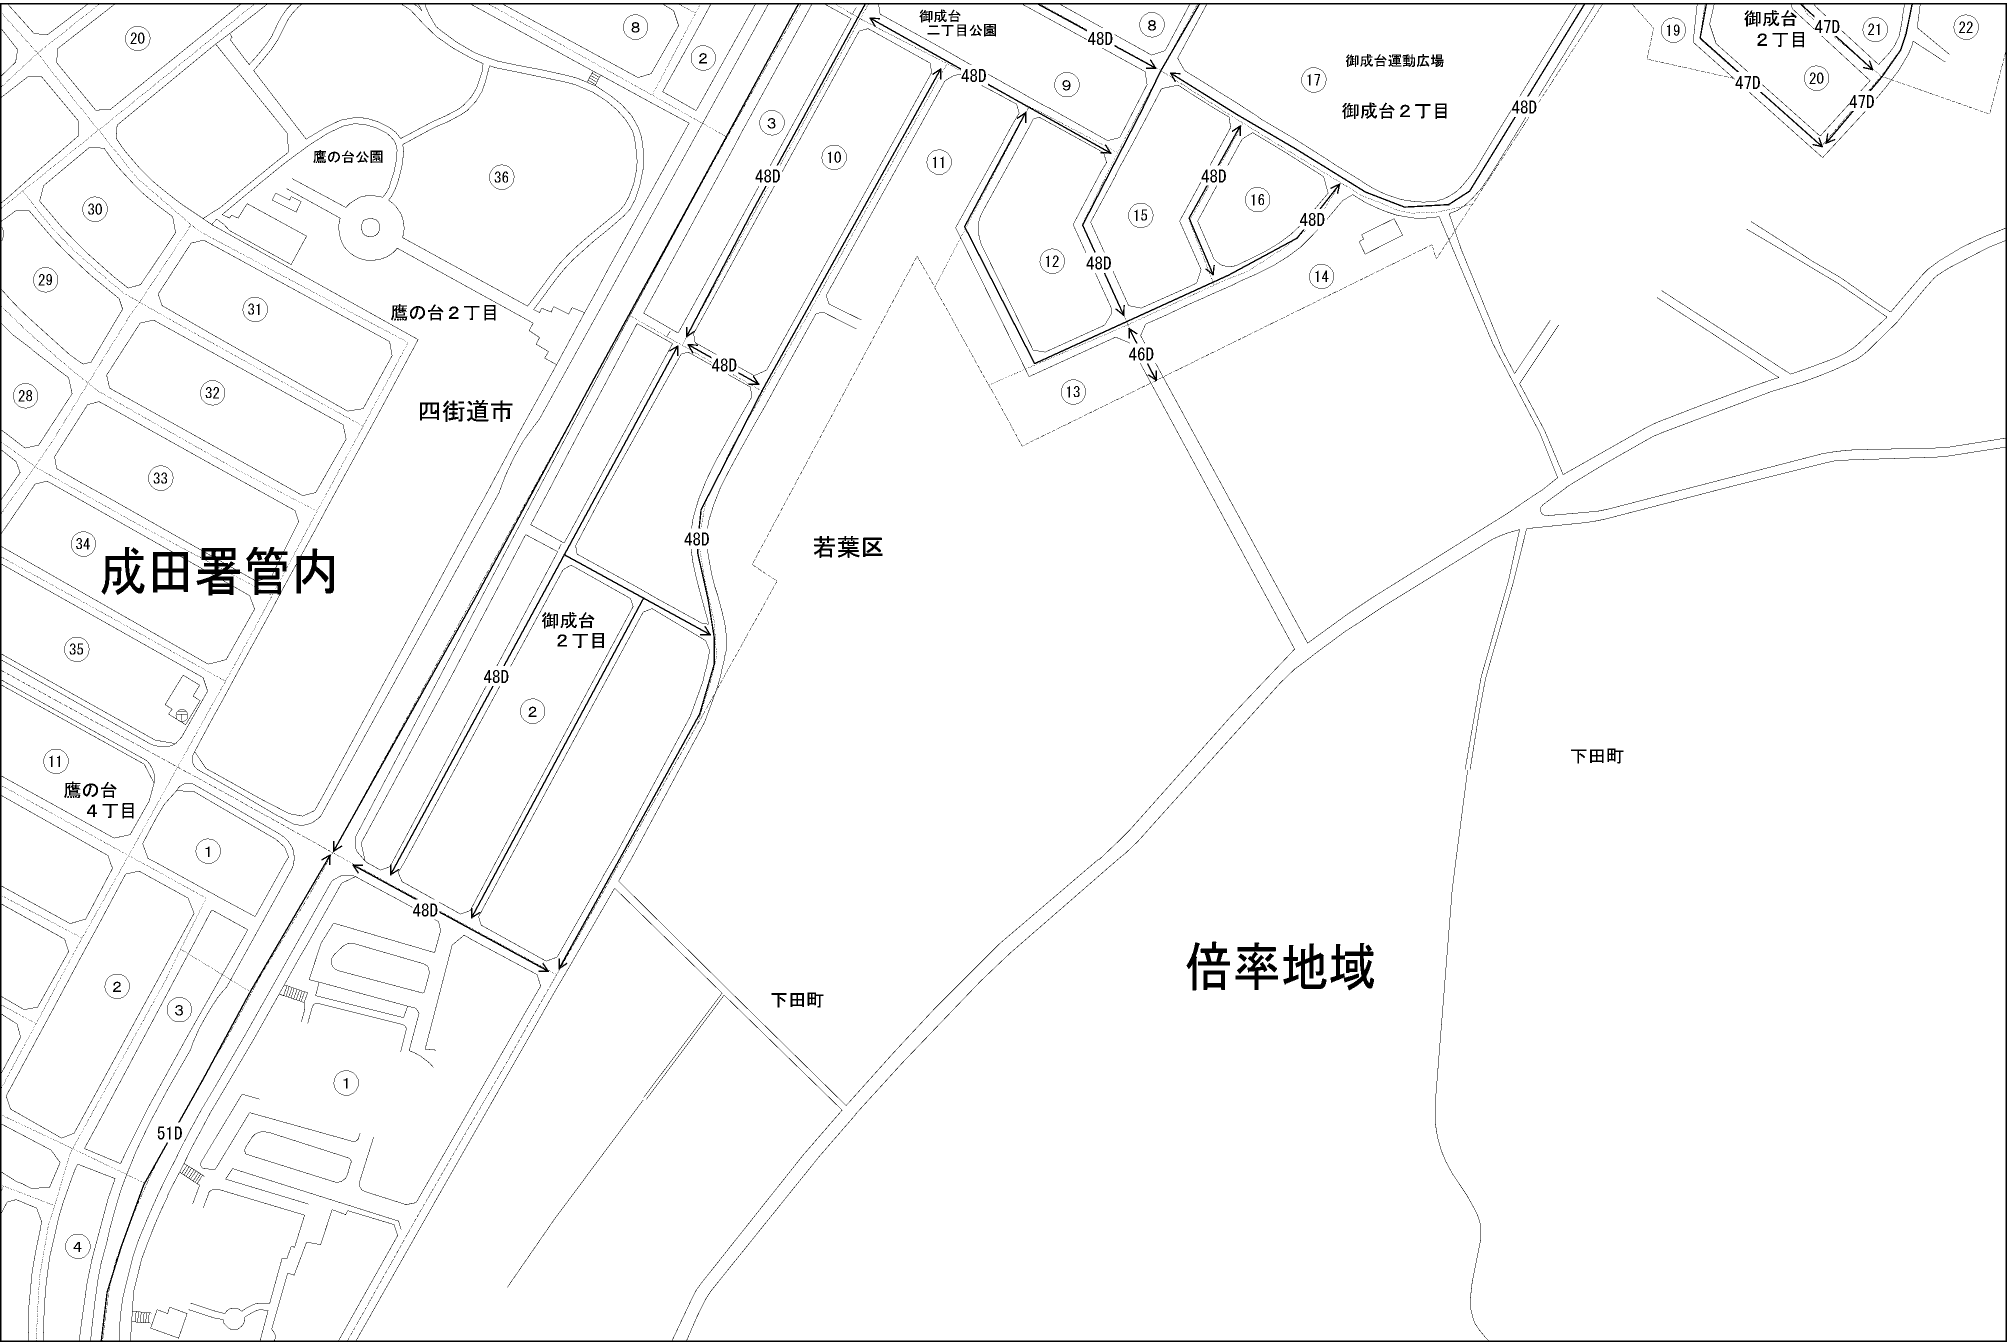 20
8
2
御成台
二丁目公園
48D
8
9
17
御成台運動広場
御成台２丁目
48D
19
御成台
２丁目
47D
21
22
20
47D
47D
3
48D
鷹の台公園
36
10
11
48D
48D
16
15
48D
14
12
48D
30
29
31
鷹の台２丁目
48D
46D
13
28
32
四街道市
33
34
成田署管内
48D
若葉区
御成台
２丁目
35
48D
2
下田町
11
鷹の台
４丁目
1
48D
倍率地域
下田町
2
3
1
51D
4